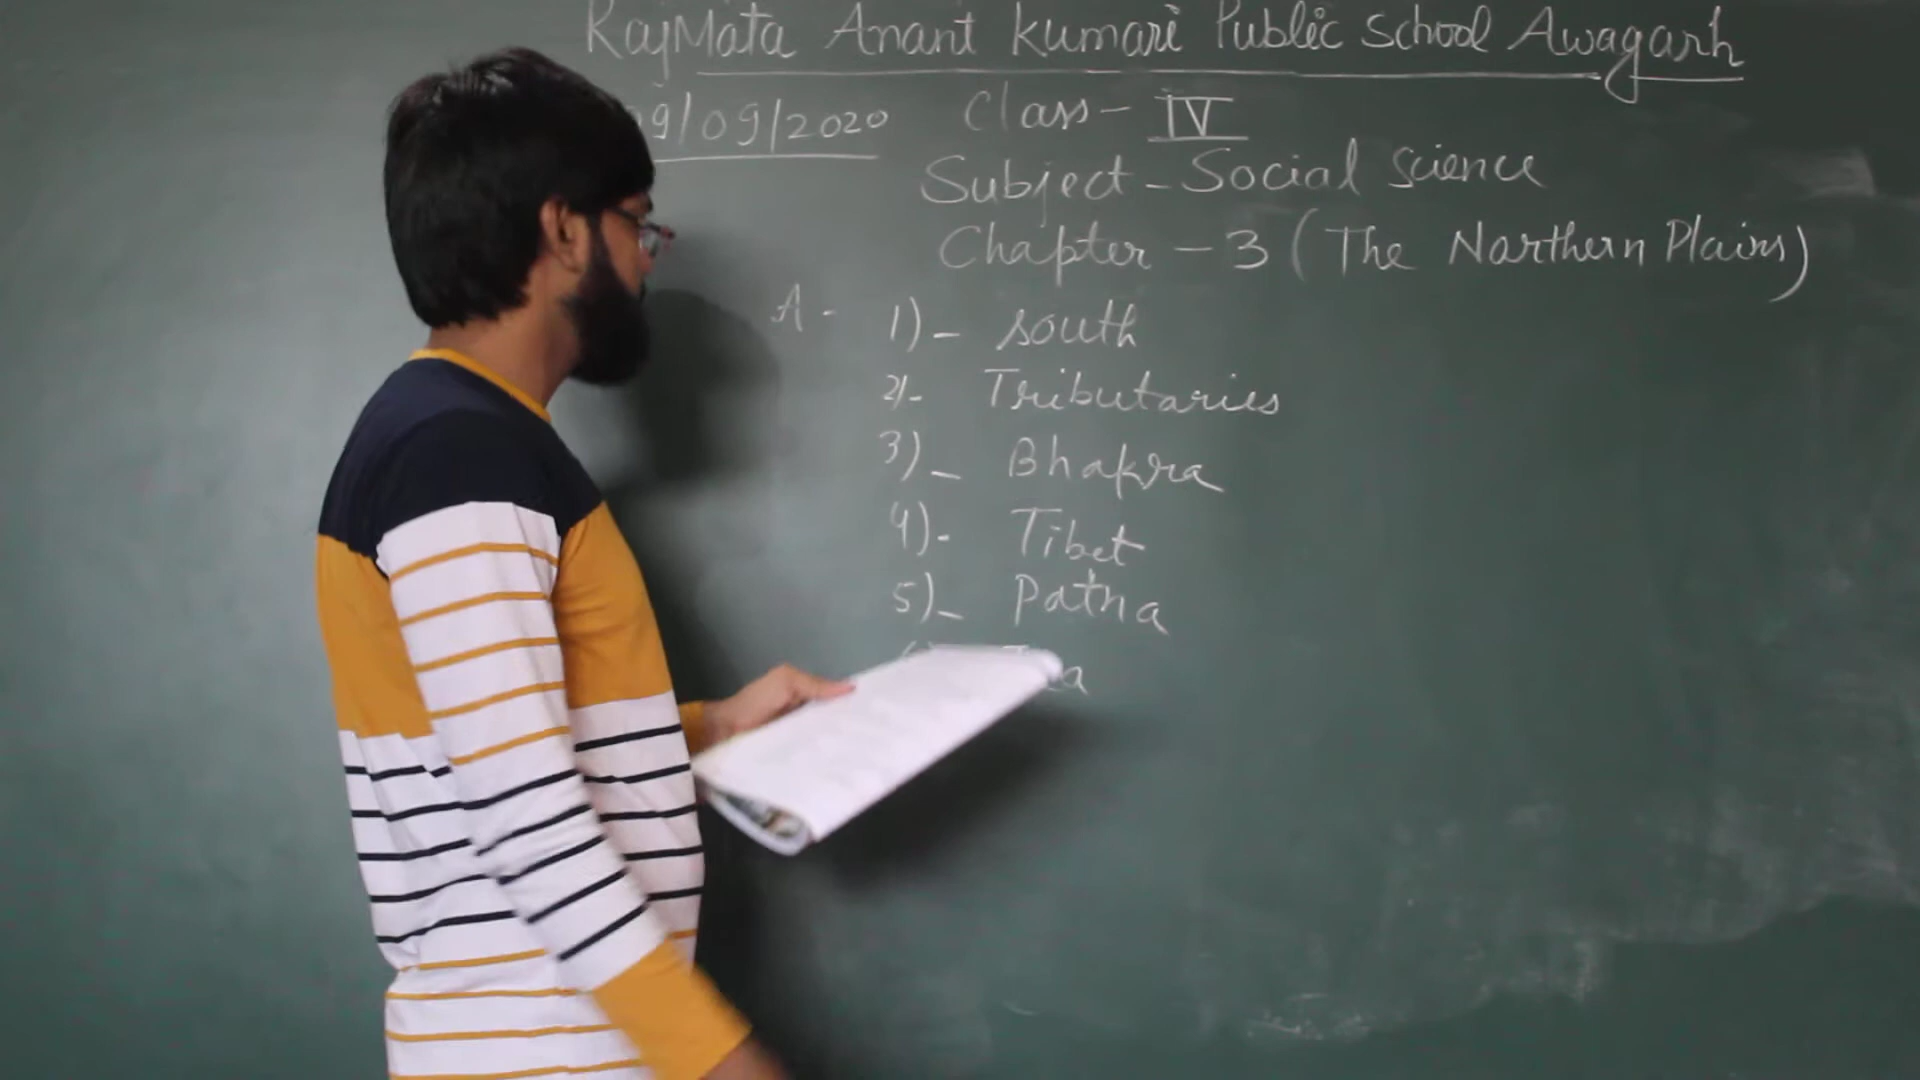 RajMata Anant Kumari Public School Awagarh
9/09/2020 Class - IV
Subject - Social Science
Chapter - 3 (The Northern Plains)
A - 1) - south
2) - Tributaries
3) - Bhakra
4) - Tibet
5) - Patna